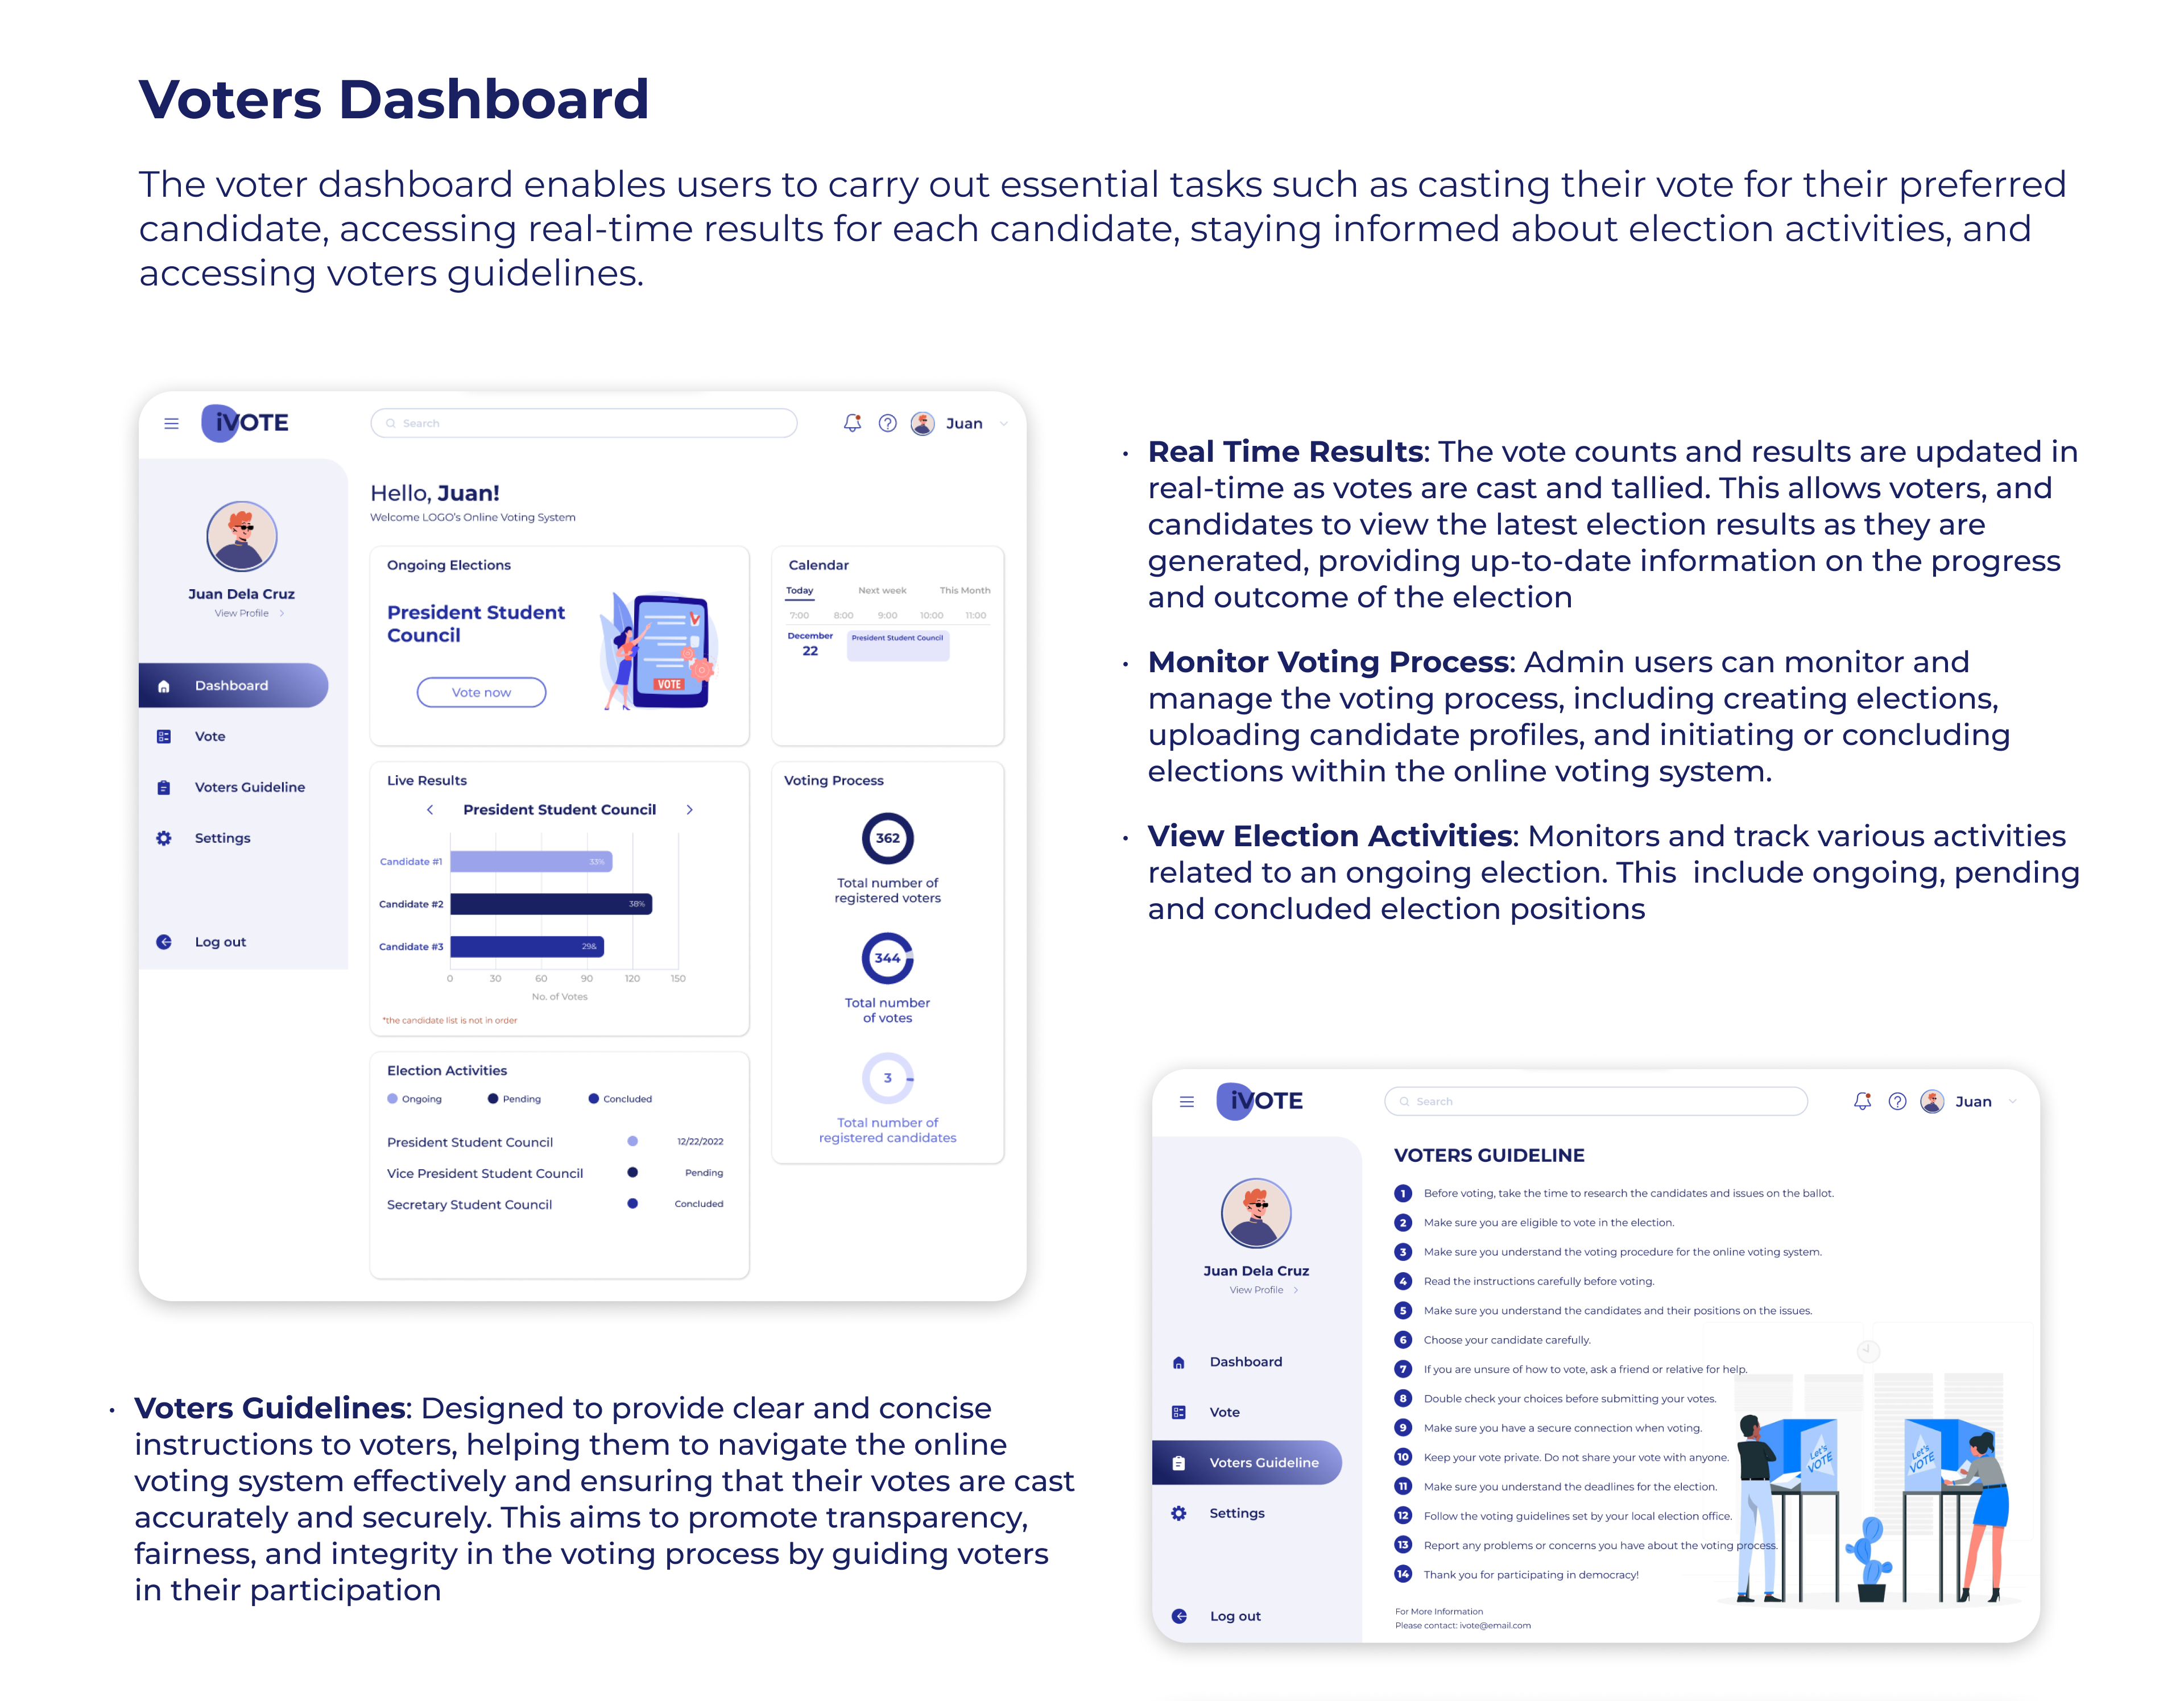 Voters Dashboard
The voter dashboard enables users to carry out essential tasks such as casting their vote for their preferred
candidate, accessing real-time results for each candidate, staying informed about election activities, and
accessing voters guidelines.
iVOTE
Search
Juan
Juan Dela Cruz
View Profile
Dashboard
Vote
Voters Guideline
Settings
Log out
Hello, Juan!
Welcome LOGO's Online Voting System
Ongoing Elections
President Student
Council
Vote now
VOTE
Calendar
Today Next week This Month
7:00 8:00 9:00 10:00 11:00
December
22
President Student Council
Live Results
President Student Council
Candidate #1
33%
Candidate #2
38%
Candidate #3
29&
0 30 60 90 120 150
No. of Votes
*the candidate list is not in order
Voting Process
362
Total number of
registered voters
344
Total number
of votes
3
Total number of
registered candidates
Election Activities
Ongoing Pending Concluded
President Student Council 12/22/2022
Vice President Student Council Pending
Secretary Student Council Concluded
• Real Time Results: The vote counts and results are updated in
real-time as votes are cast and tallied. This allows voters, and
candidates to view the latest election results as they are
generated, providing up-to-date information on the progress
and outcome of the election
• Monitor Voting Process: Admin users can monitor and
manage the voting process, including creating elections,
uploading candidate profiles, and initiating or concluding
elections within the online voting system.
• View Election Activities: Monitors and track various activities
related to an ongoing election. This  include ongoing, pending
and concluded election positions
• Voters Guidelines: Designed to provide clear and concise
instructions to voters, helping them to navigate the online
voting system effectively and ensuring that their votes are cast
accurately and securely. This aims to promote transparency,
fairness, and integrity in the voting process by guiding voters
in their participation
iVOTE
Search
Juan
Juan Dela Cruz
View Profile
Dashboard
Vote
Voters Guideline
Settings
Log out
VOTERS GUIDELINE
1 Before voting, take the time to research the candidates and issues on the ballot.
2 Make sure you are eligible to vote in the election.
3 Make sure you understand the voting procedure for the online voting system.
4 Read the instructions carefully before voting.
5 Make sure you understand the candidates and their positions on the issues.
6 Choose your candidate carefully.
7 If you are unsure of how to vote, ask a friend or relative for help.
8 Double check your choices before submitting your votes.
9 Make sure you have a secure connection when voting.
10 Keep your vote private. Do not share your vote with anyone.
11 Make sure you understand the deadlines for the election.
12 Follow the voting guidelines set by your local election office.
13 Report any problems or concerns you have about the voting process.
14 Thank you for participating in democracy!
Let's
VOTE
Let's
VOTE
For More Information
Please contact: ivote@email.com